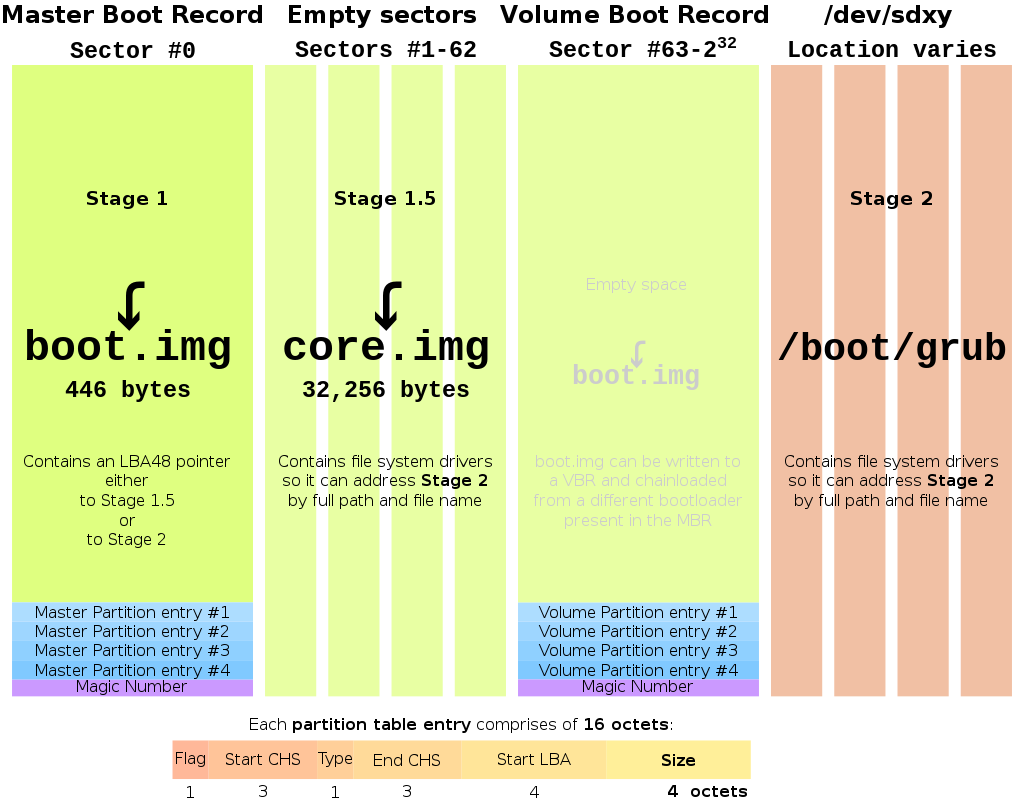 Master Boot Record
Sector #0
Stage 1
boot.img
446 bytes
Contains an LBA48 pointer
either
to Stage 1.5
or
to Stage 2
Master Partition entry #1
Master Partition entry #2
Master Partition entry #3
Master Partition entry #4
Magic Number
Empty sectors
Sectors #1-62
Stage 1.5
core.img
32,256 bytes
Contains file system drivers
so it can address Stage 2
by full path and file name
Volume Boot Record
Sector #63-2³²
Empty space
boot.img
boot.img can be written to
a VBR and chainloaded
from a different bootloader
present in the MBR
Volume Partition entry #1
Volume Partition entry #2
Volume Partition entry #3
Volume Partition entry #4
Magic Number
/dev/sdxy
Location varies
Stage 2
/boot/grub
Contains file system drivers
so it can address Stage 2
by full path and file name
Each partition table entry comprises of 16 octets:
Flag Start CHS Type End CHS Start LBA Size
1 3 1 3 4 4 octets